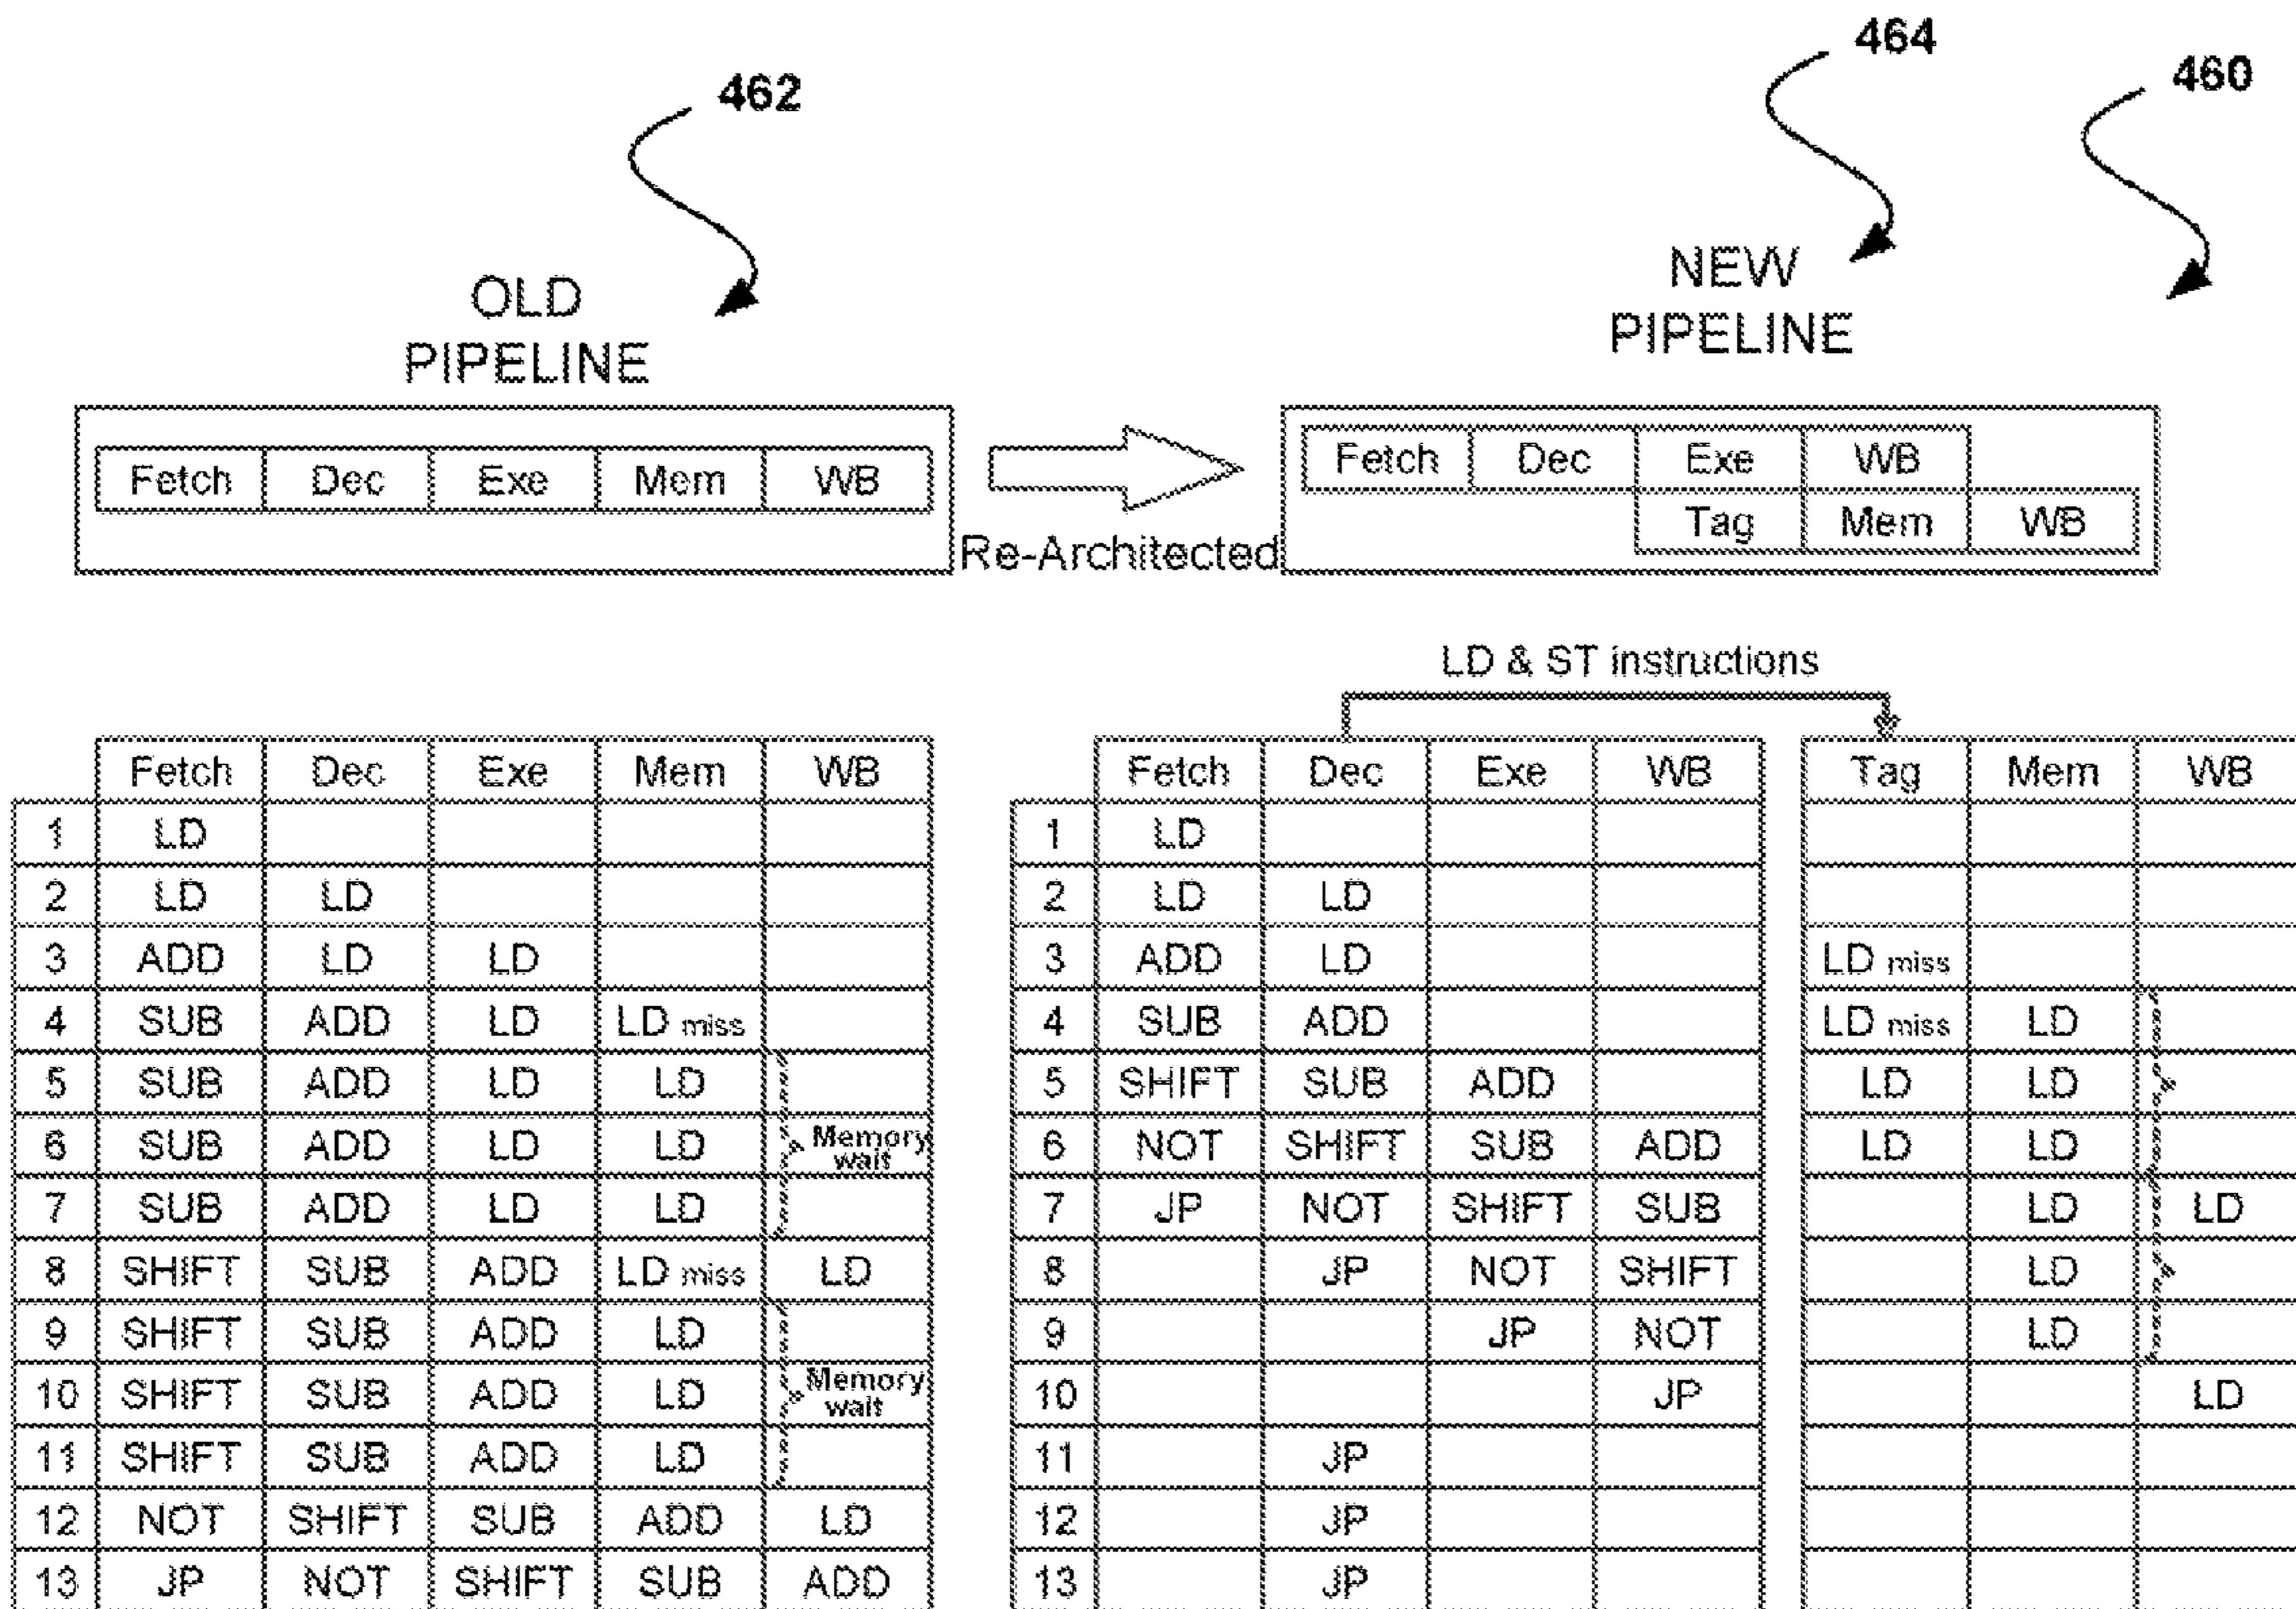 462
464
460
OLD
PIPELINE
NEW
PIPELINE
Fetch Dec Exe Mem WB
Re-Architected
Fetch Dec Exe WB
Tag Mem WB
LD & ST instructions
Fetch Dec Exe Mem WB
1 LD
2 LD LD
3 ADD LD LD
4 SUB ADD LD LD miss
5 SUB ADD LD LD
6 SUB ADD LD LD Memory wait
7 SUB ADD LD LD
8 SHIFT SUB ADD LD miss LD
9 SHIFT SUB ADD LD
10 SHIFT SUB ADD LD Memory wait
11 SHIFT SUB ADD LD
12 NOT SHIFT SUB ADD LD
13 JP NOT SHIFT SUB ADD
Fetch Dec Exe WB Tag Mem WB
1 LD
2 LD LD
3 ADD LD LD miss
4 SUB ADD LD miss LD
5 SHIFT SUB ADD LD LD
6 NOT SHIFT SUB ADD LD LD
7 JP NOT SHIFT SUB LD LD
8 JP NOT SHIFT LD
9 JP NOT LD
10 JP LD
11 JP
12 JP
13 JP